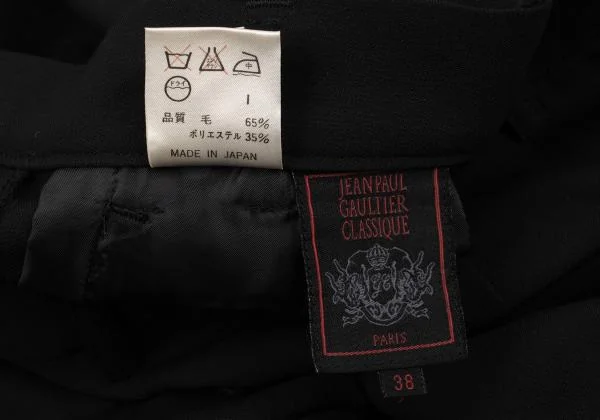 ドライ 中
I
品質 毛 65%
ポリエステル 35%
MADE IN JAPAN
JEAN PAUL
GAULTIER
CLASSIQUE
PARIS
38